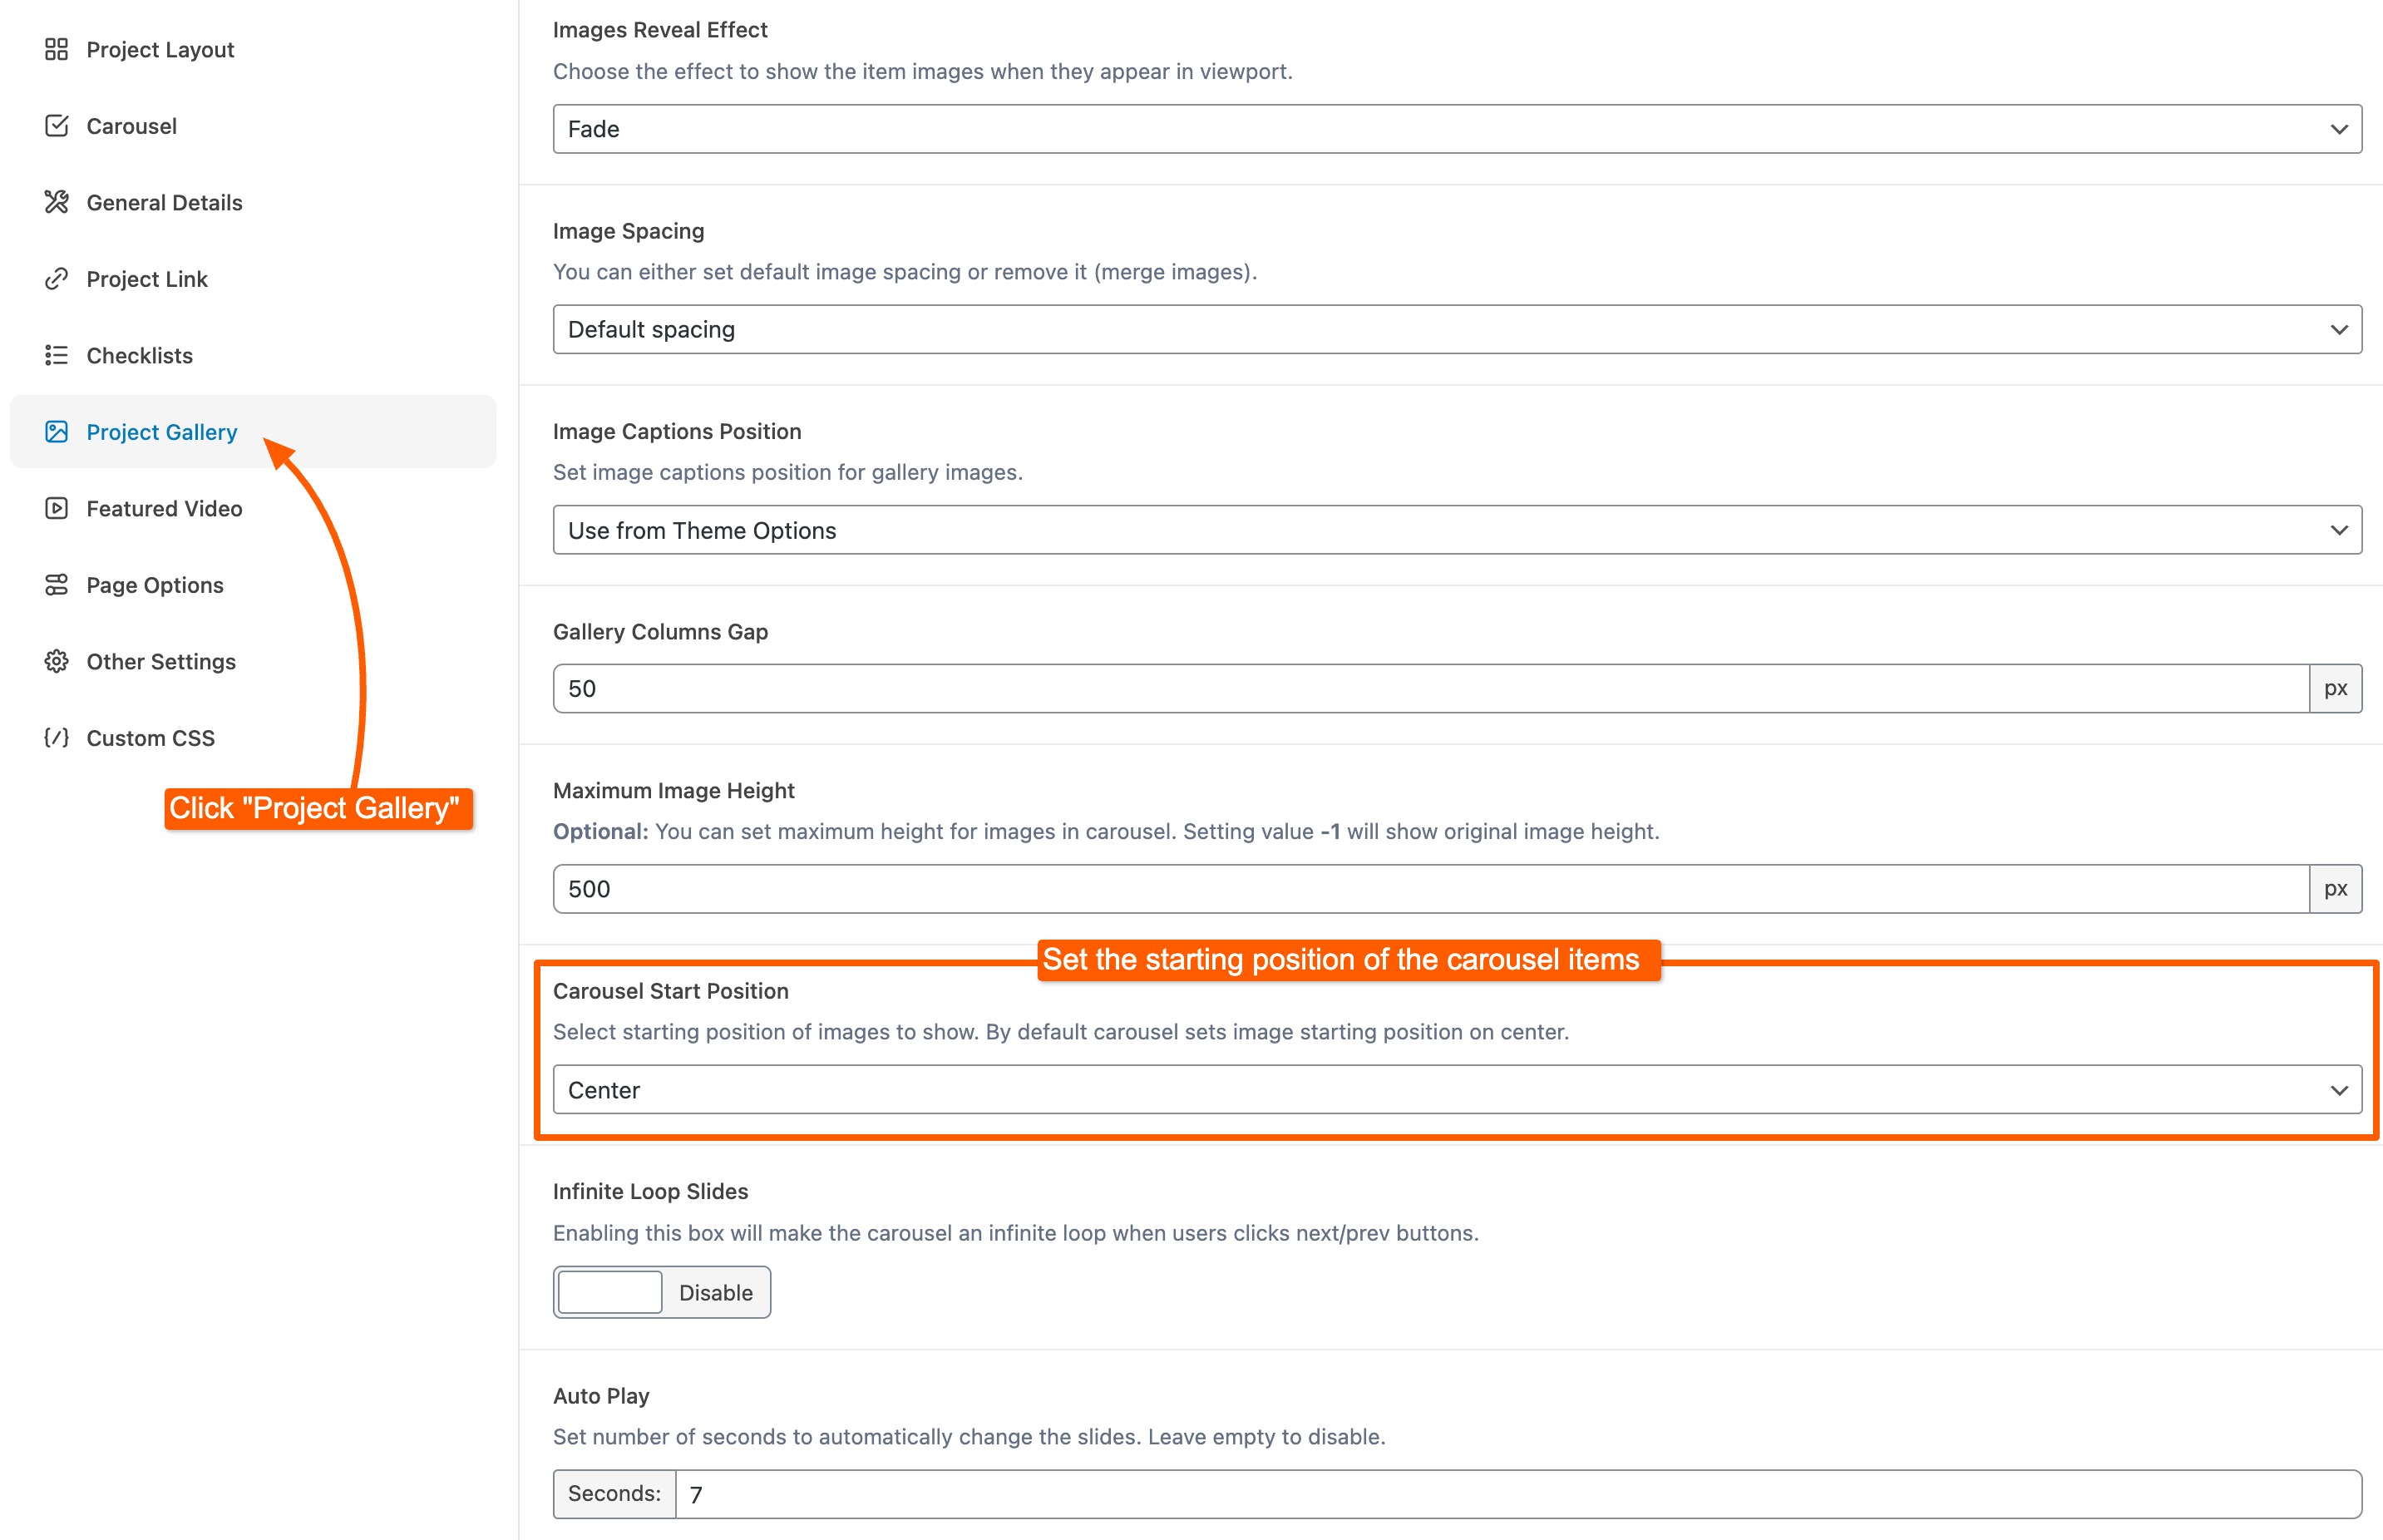 Project Layout
Carousel
General Details
Project Link
Checklists
Project Gallery
Featured Video
Page Options
Other Settings
Custom CSS
Click "Project Gallery"
Images Reveal Effect
Choose the effect to show the item images when they appear in viewport.
Fade
Image Spacing
You can either set default image spacing or remove it (merge images).
Default spacing
Image Captions Position
Set image captions position for gallery images.
Use from Theme Options
Gallery Columns Gap
50 px
Maximum Image Height
Optional: You can set maximum height for images in carousel. Setting value -1 will show original image height.
500 px
Set the starting position of the carousel items
Carousel Start Position
Select starting position of images to show. By default carousel sets image starting position on center.
Center
Infinite Loop Slides
Enabling this box will make the carousel an infinite loop when users clicks next/prev buttons.
Disable
Auto Play
Set number of seconds to automatically change the slides. Leave empty to disable.
Seconds: 7